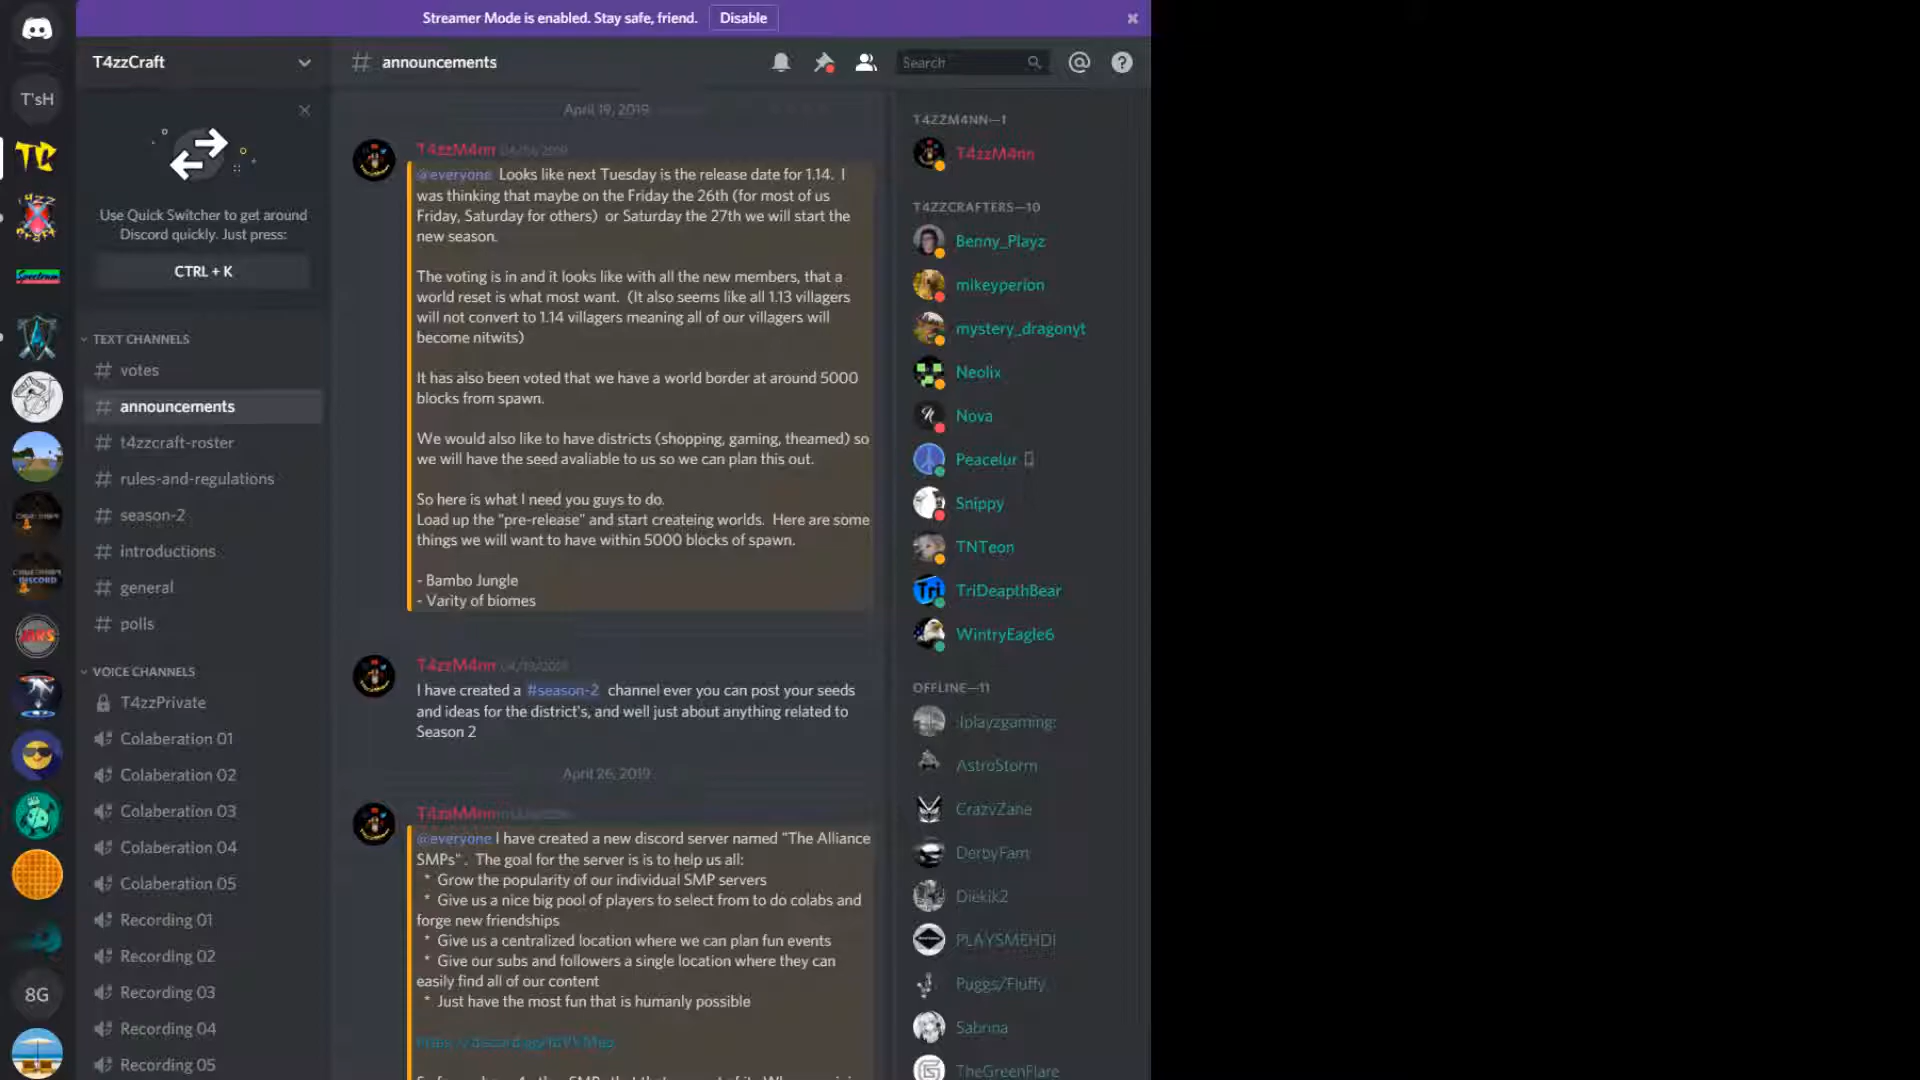 Streamer Mode is enabled. Stay safe, friend. Disable
T4zzCraft
# announcements
Search
T'sH
TC
Use Quick Switcher to get around
Discord quickly. Just press:
CTRL + K
TEXT CHANNELS
# votes
# announcements
# t4zzcraft-roster
# rules-and-regulations
# season-2
# introductions
# general
# polls
VOICE CHANNELS
T4zzPrivate
Colaberation 01
Colaberation 02
Colaberation 03
Colaberation 04
Colaberation 05
Recording 01
Recording 02
Recording 03
Recording 04
Recording 05
8G
April 19, 2019
T4zzM4nn
@everyone Looks like next Tuesday is the release date for 1.14. I
was thinking that maybe on the Friday the 26th (for most of us
Friday, Saturday for others) or Saturday the 27th we will start the
new season.
The voting is in and it looks like with all the new members, that a
world reset is what most want. (It also seems like all 1.13 villagers
will not convert to 1.14 villagers meaning all of our villagers will
become nitwits)
It has also been voted that we have a world border at around 5000
blocks from spawn.
We would also like to have districts (shopping, gaming, theamed) so
we will have the seed avaliable to us so we can plan this out.
So here is what I need you guys to do.
Load up the "pre-release" and start createing worlds. Here are some
things we will want to have within 5000 blocks of spawn.
- Bambo Jungle
- Varity of biomes
T4zzM4nn 04/19/2019
I have created a #season-2 channel ever you can post your seeds
and ideas for the district's, and well just about anything related to
Season 2
April 26, 2019
T4zzM4nn
@everyone I have created a new discord server named "The Alliance
SMPs" . The goal for the server is is to help us all:
* Grow the popularity of our individual SMP servers
* Give us a nice big pool of players to select from to do colabs and
forge new friendships
* Give us a centralized location where we can plan fun events
* Give our subs and followers a single location where they can
easily find all of our content
* Just have the most fun that is humanly possible
T4ZZM4NN—1
T4zzM4nn
T4ZZCRAFTERS—10
Benny_Playz
mikeyperion
mystery_dragonyt
Neolix
Nova
Peacelur
Snippy
TNTeon
Tri TriDeapthBear
WintryEagle6
OFFLINE—11
:Iplayzgaming:
AstroStorm
CrazyZane
DerbyFam
Diekik2
PLAYSMEHDI
Puggs/Fluffy
Sabrina
TheGreenFlare